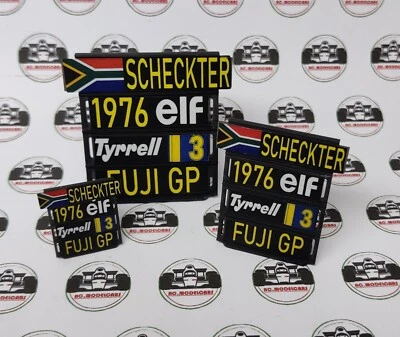 SCHECKTER
1976 elf
Tyrrell 3
FUJI GP
SCHECKTER
1976 elf
Tyrrell 3
FUJI GP
SCHECKTER
1976 elf
Tyrrell 3
FUJI GP
RC.MODELCARS